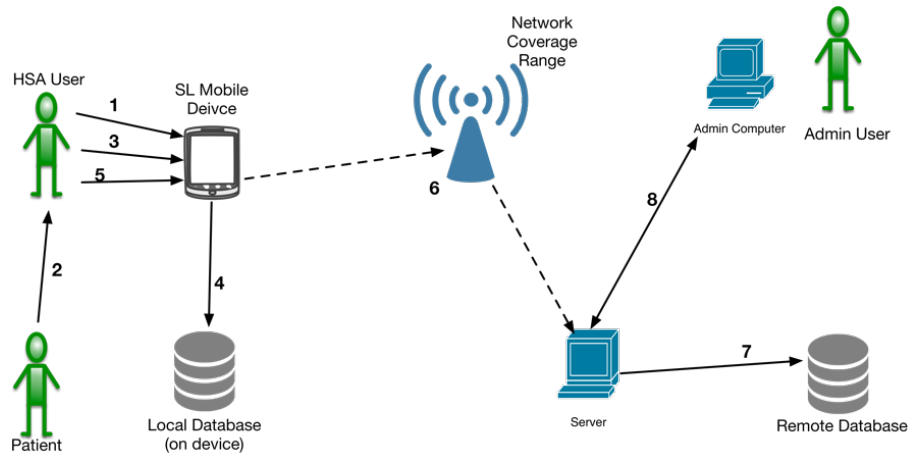 Network
Coverage
Range
HSA User
SL Mobile
Deivce
1
3
5
Admin Computer
Admin User
6
8
2
4
7
Patient
Local Database
(on device)
Server
Remote Database